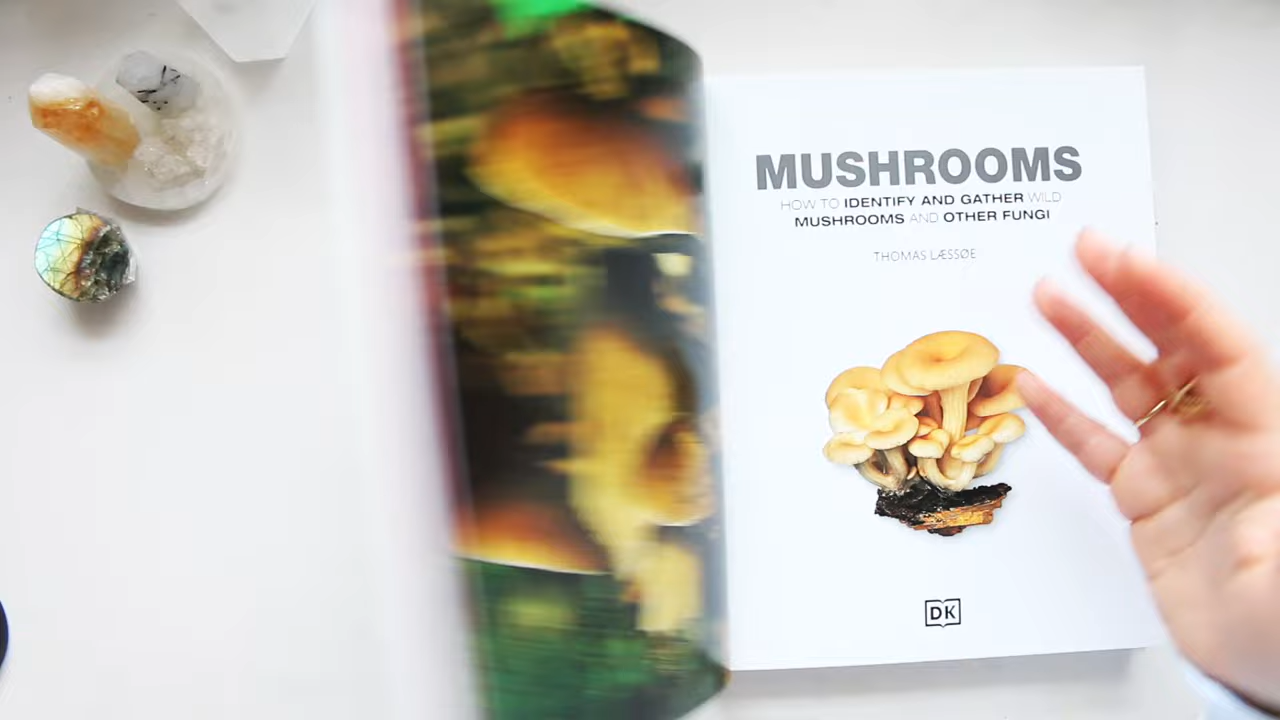 MUSHROOMS
HOW TO IDENTIFY AND GATHER WILD
MUSHROOMS AND OTHER FUNGI
THOMAS LÆSSØE
DK